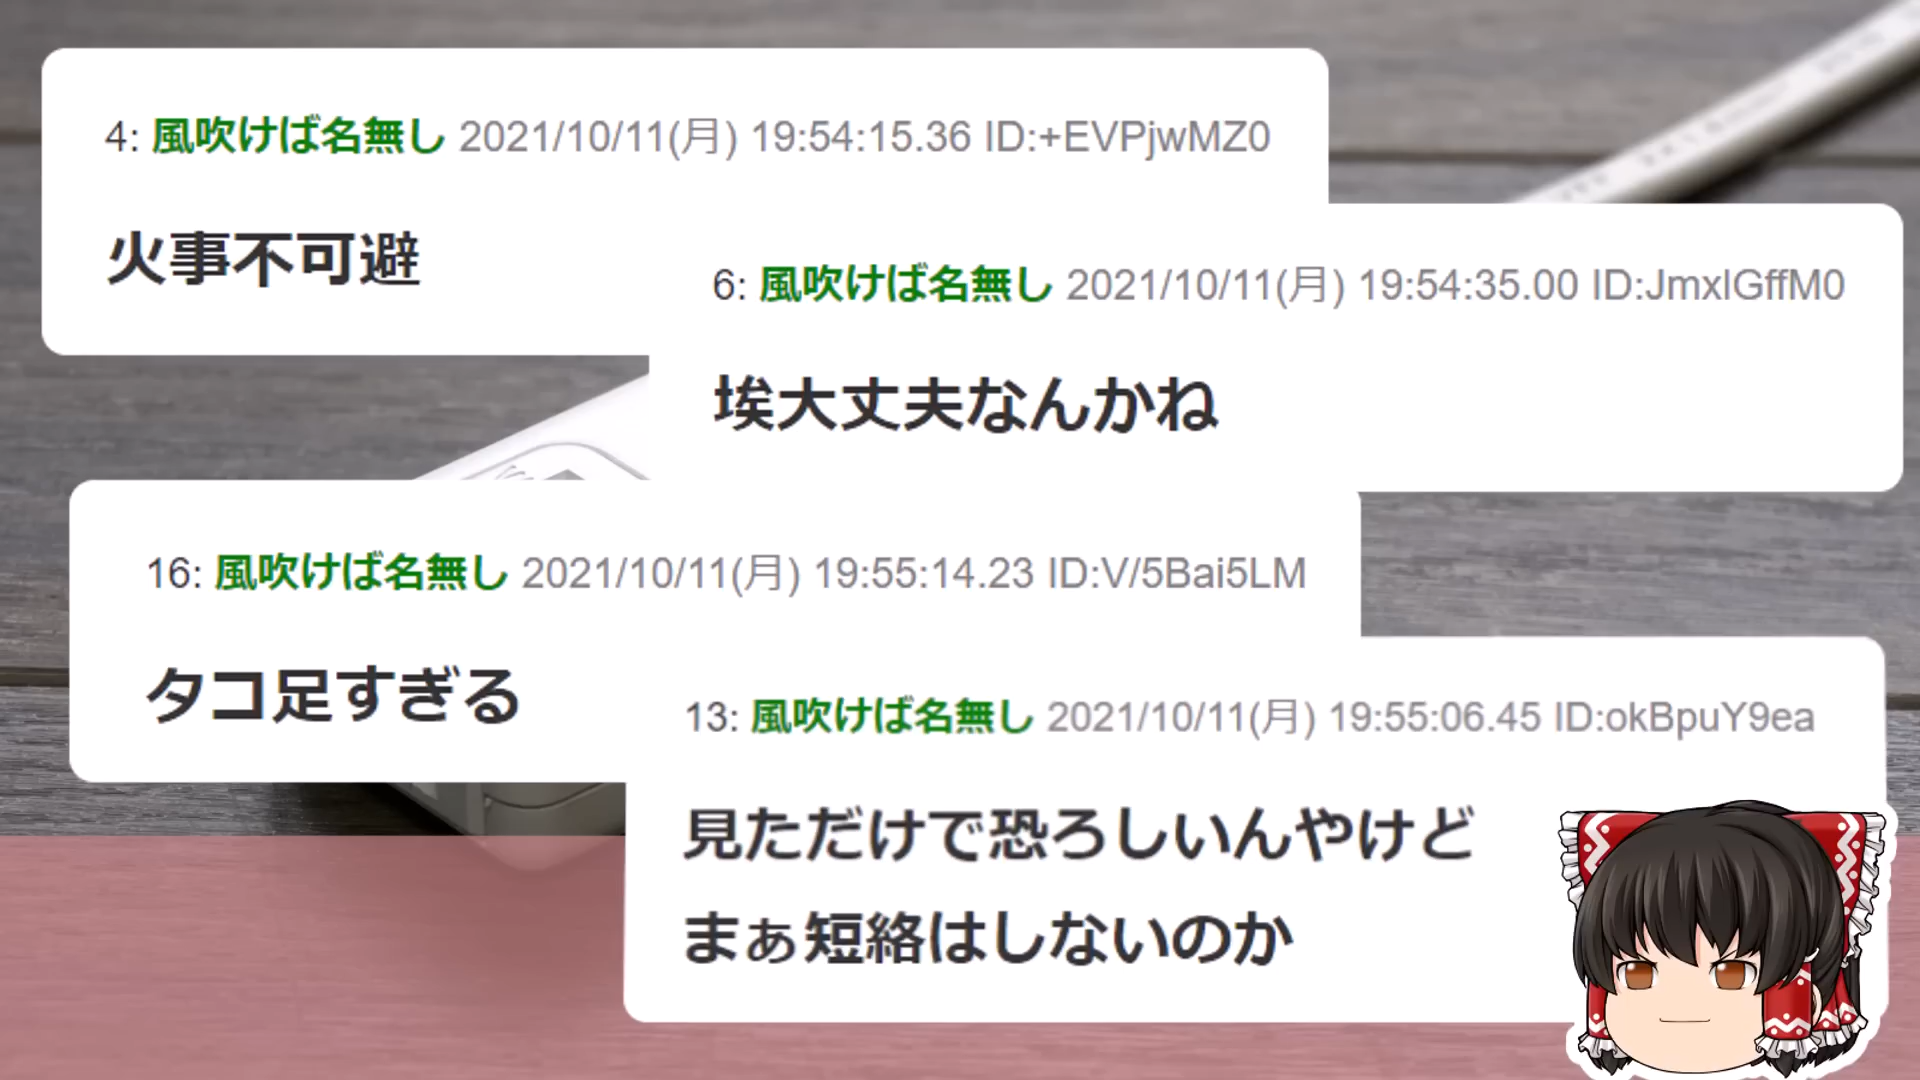 4: 風吹けば名無し 2021/10/11(月) 19:54:15.36 ID:+EVPjwMZ0
火事不可避
6: 風吹けば名無し 2021/10/11(月) 19:54:35.00 ID:JmxlGffM0
埃大丈夫なんかね
16: 風吹けば名無し 2021/10/11(月) 19:55:14.23 ID:V/5Bai5LM
タコ足すぎる
13: 風吹けば名無し 2021/10/11(月) 19:55:06.45 ID:okBpuY9ea
見ただけで恐ろしいんやけど
まぁ短絡はしないのか